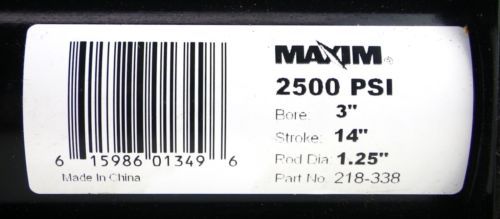 MAXIM®
2500 PSI
Bore: 3"
Stroke: 14"
Rod Dia: 1.25"
Part No. 218-338
6 15986 01349 6
Made In China